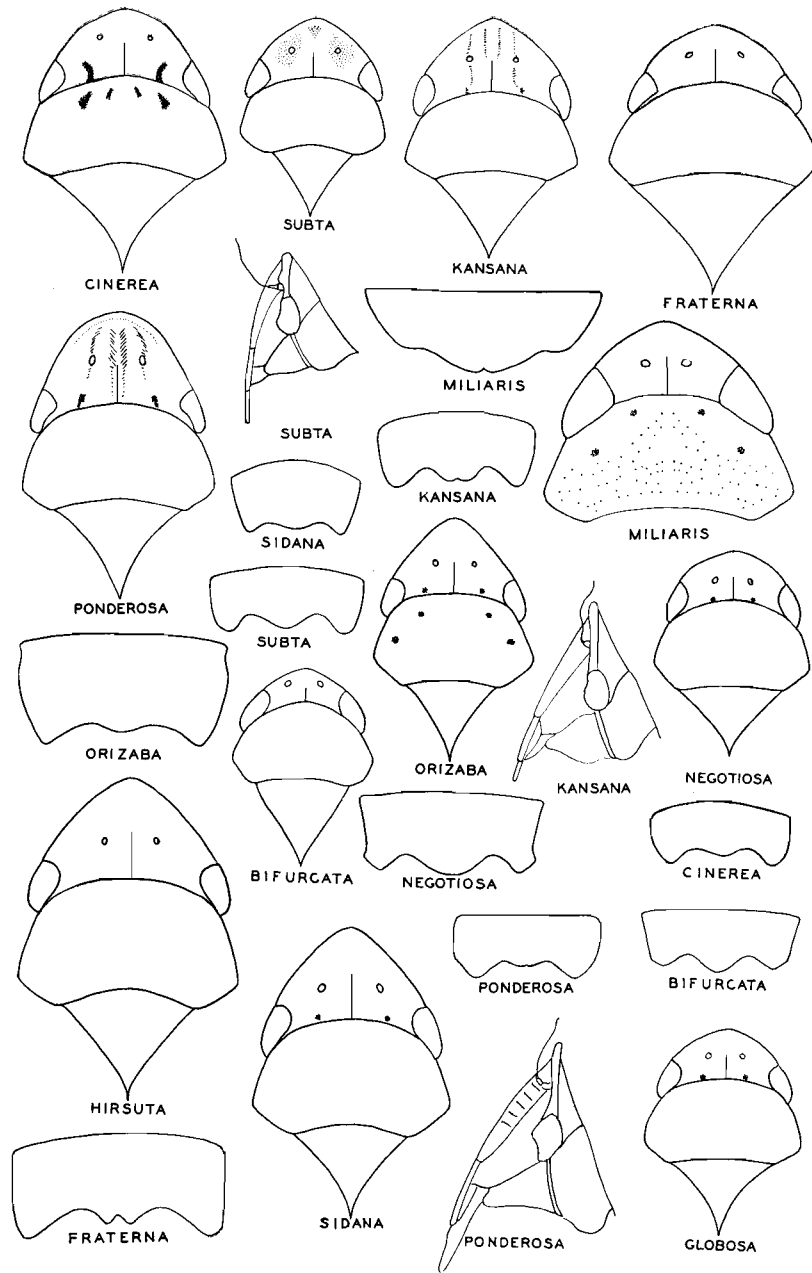 CINEREA
SUBTA
KANSANA
FRATERNA
SUBTA
MILIARIS
KANSANA
MILIARIS
SIDANA
PONDEROSA
SUBTA
ORIZABA
ORIZABA
KANSANA
NEGOTIOSA
BIFURCATA
NEGOTIOSA
CINEREA
PONDEROSA
BIFURCATA
HIRSUTA
SIDANA
FRATERNA
PONDEROSA
GLOBOSA